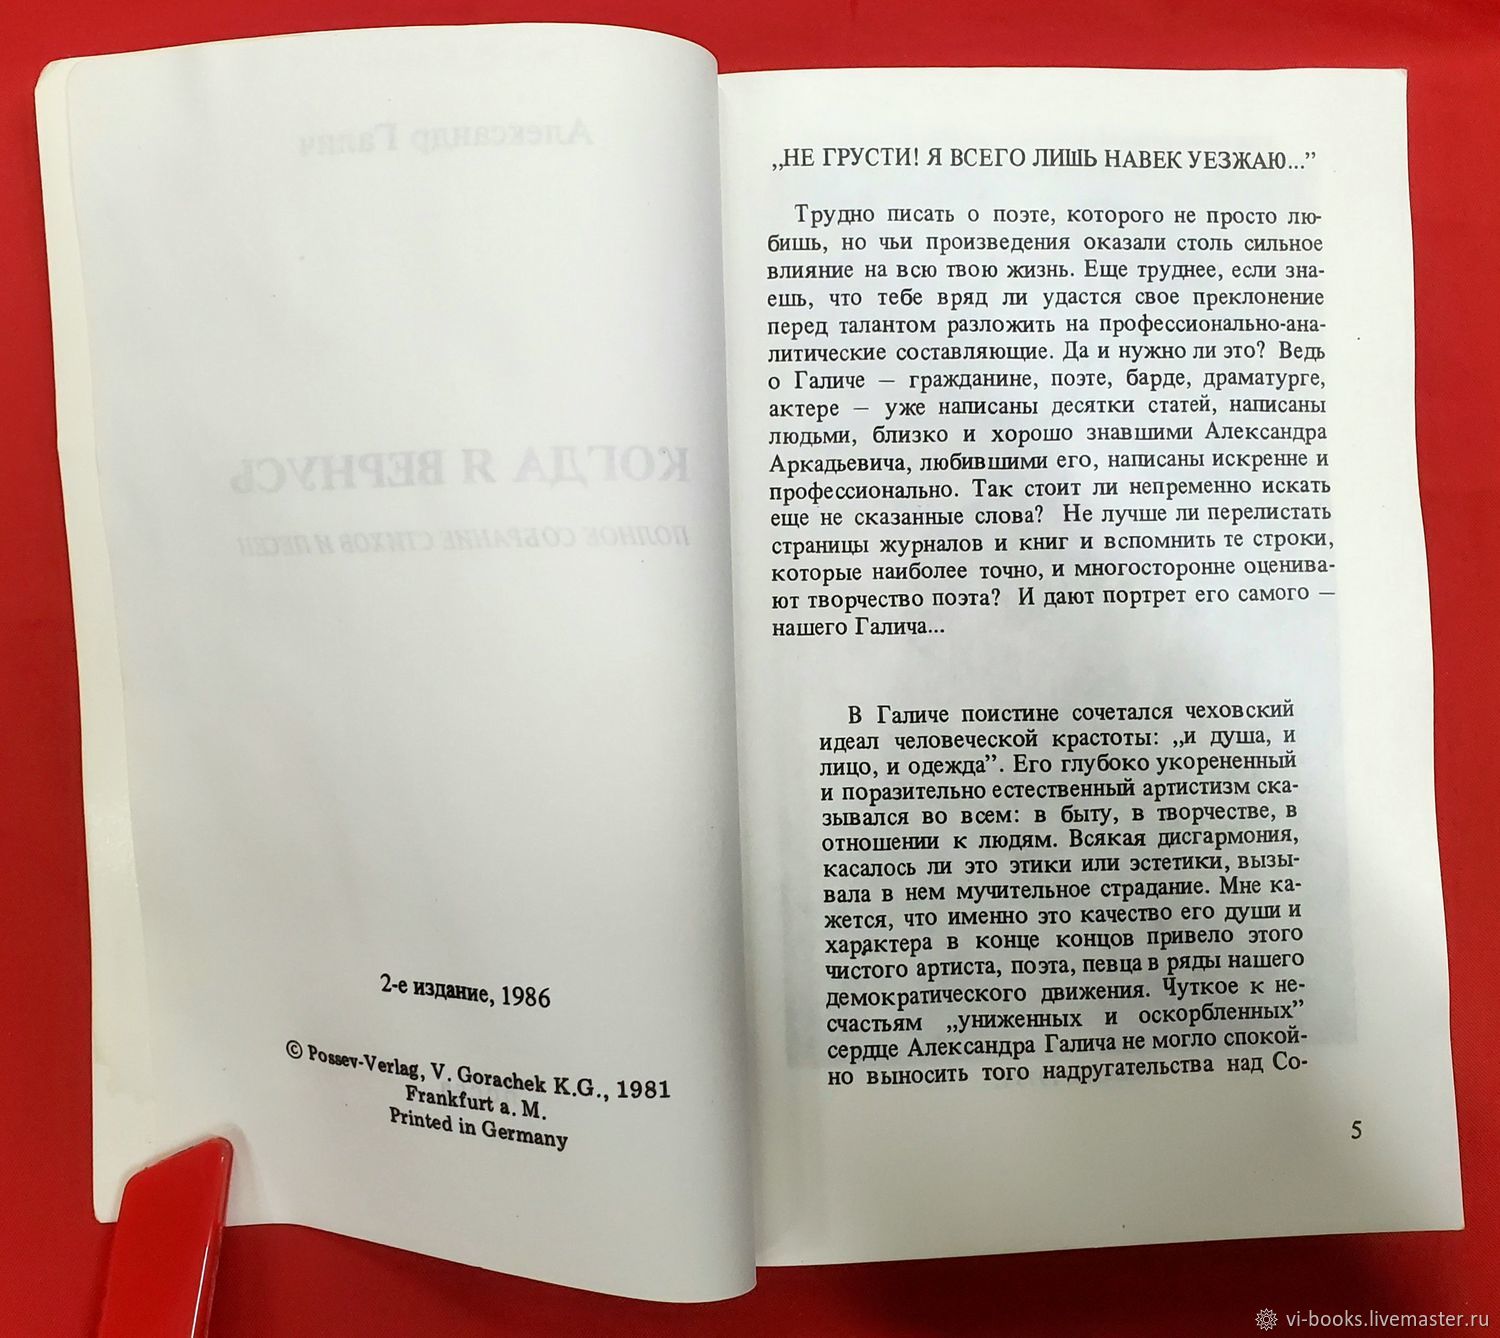 Александр Галич
КОГДА Я ВЕРНУСЬ
ПОЛНОЕ СОБРАНИЕ СТИХОВ И ПЕСЕН
2-е издание, 1986
© Possev-Verlag, V. Gorachek K.G., 1981
Frankfurt a. M.
Printed in Germany
„НЕ ГРУСТИ! Я ВСЕГО ЛИШЬ НАВЕК УЕЗЖАЮ...”
Трудно писать о поэте, которого не просто лю-
бишь, но чьи произведения оказали столь сильное
влияние на всю твою жизнь. Еще труднее, если зна-
ешь, что тебе вряд ли удастся свое преклонение
перед талантом разложить на профессионально-ана-
литические составляющие. Да и нужно ли это? Ведь
о Галиче — гражданине, поэте, барде, драматурге,
актере — уже написаны десятки статей, написаны
людьми, близко и хорошо знавшими Александра
Аркадьевича, любившими его, написаны искренне и
профессионально. Так стоит ли непременно искать
еще не сказанные слова? Не лучше ли перелистать
страницы журналов и книг и вспомнить те строки,
которые наиболее точно, и многосторонне оценива-
ют творчество поэта? И дают портрет его самого —
нашего Галича...
В Галиче поистине сочетался чеховский
идеал человеческой крастоты: „и душа, и
лицо, и одежда”. Его глубоко укорененный
и поразительно естественный артистизм ска-
зывался во всем: в быту, в творчестве, в
отношении к людям. Всякая дисгармония,
касалось ли это этики или эстетики, вызы-
вала в нем мучительное страдание. Мне ка-
жется, что именно это качество его души и
характера в конце концов привело этого
чистого артиста, поэта, певца в ряды нашего
демократического движения. Чуткое к не-
счастьям „униженных и оскорбленных”
сердце Александра Галича не могло спокой-
но выносить того надругательства над Со-
5
vi-books.livemaster.ru